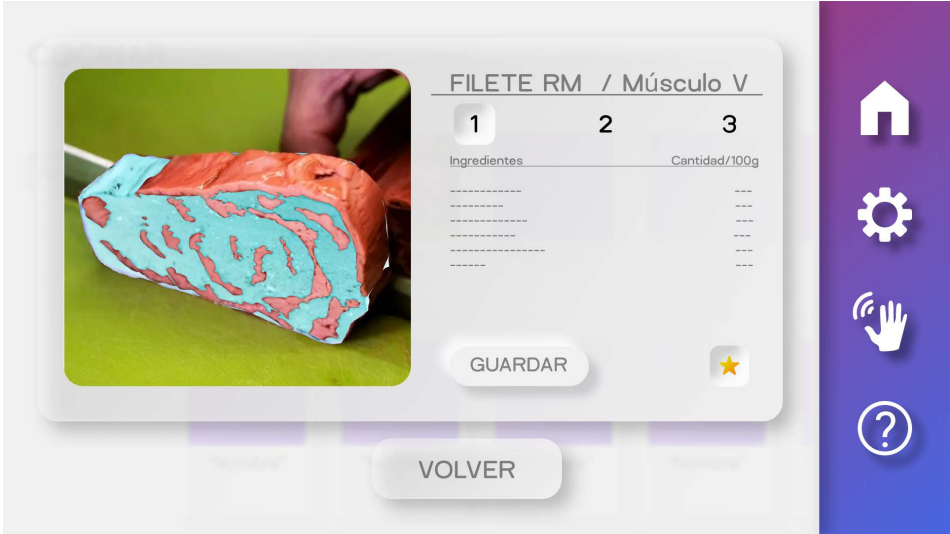 FILETE RM / Músculo V
1 2 3
Ingredientes Cantidad/100g
------------ ---
--------- ---
------------- ---
----------- ---
---------------- ---
------ ---
GUARDAR
VOLVER
?